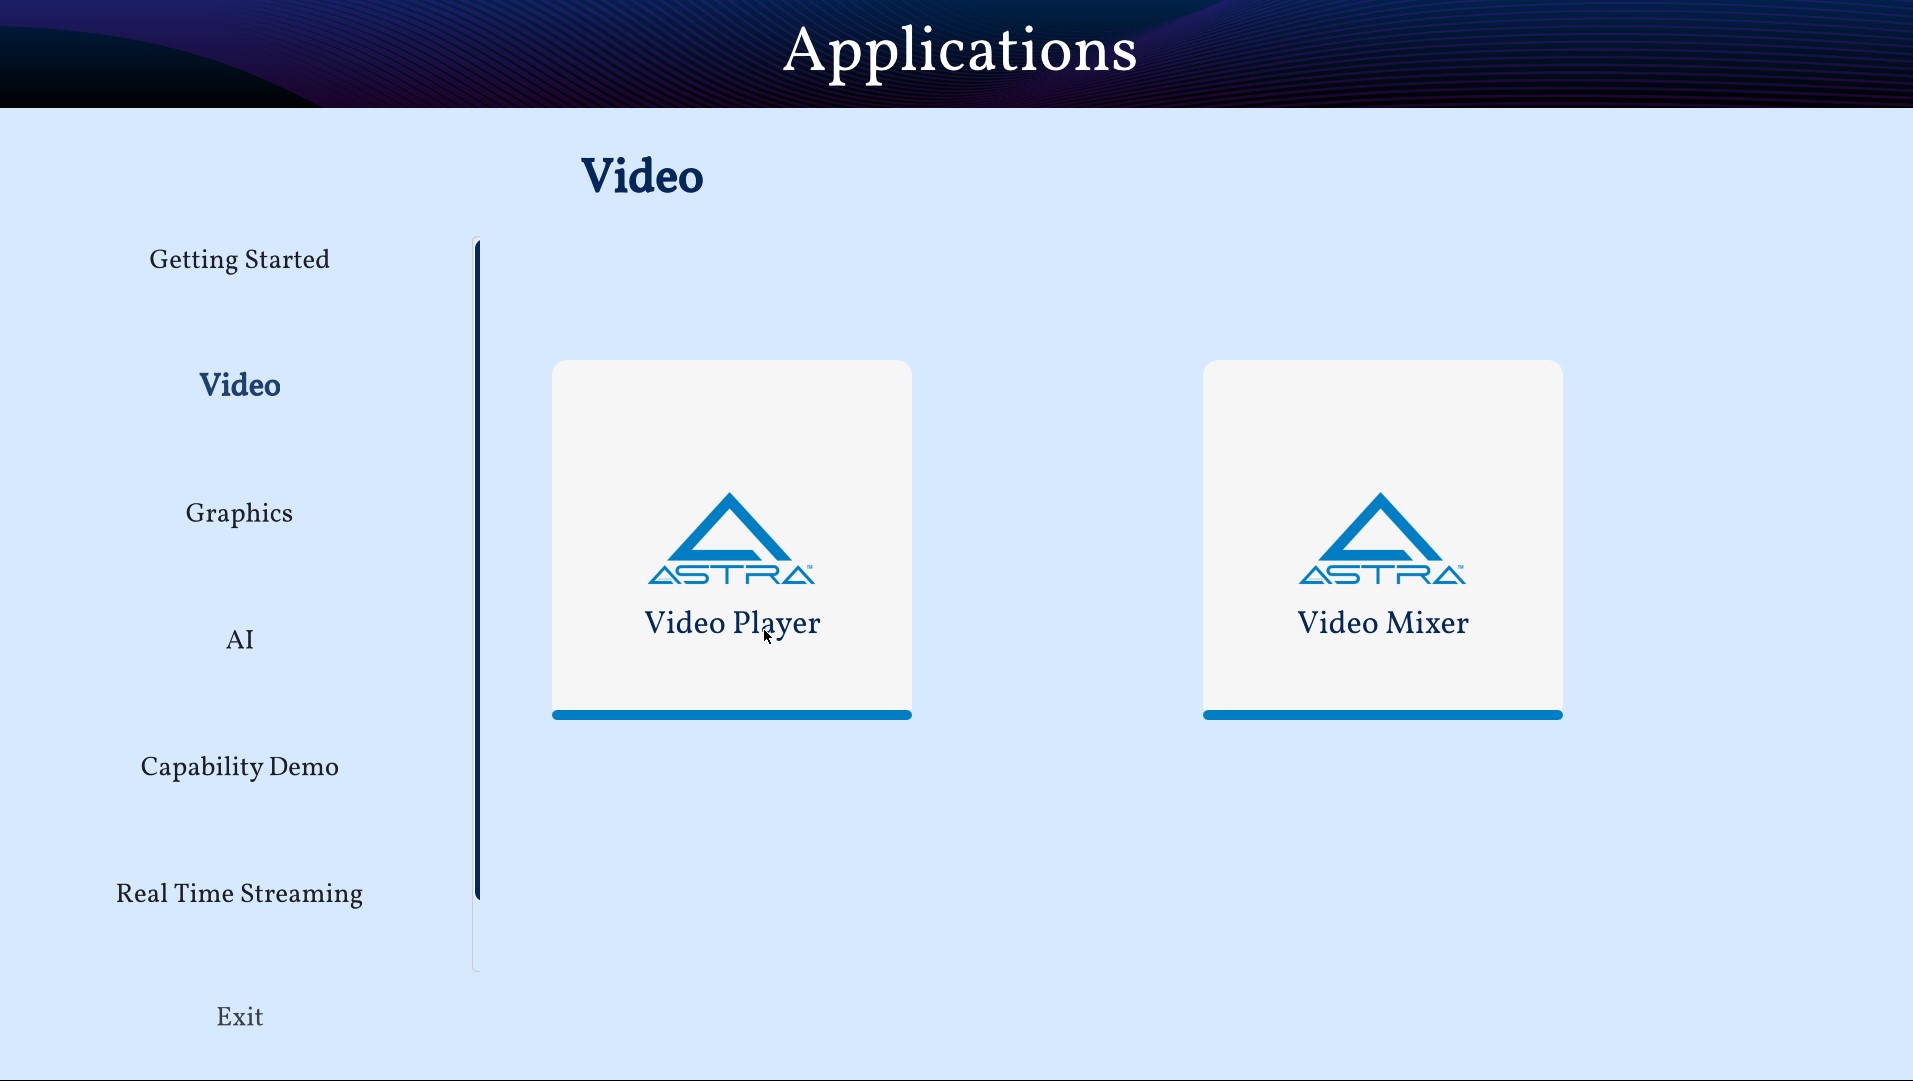 Applications
Video
Getting Started
Video
Graphics
AI
Capability Demo
Real Time Streaming
Exit
ASTRA™
Video Player
ASTRA™
Video Mixer